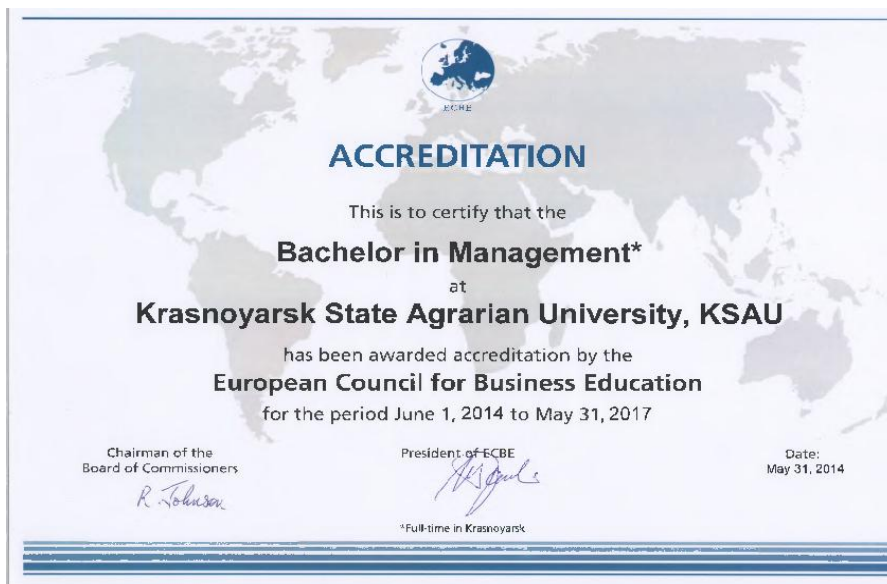 ECBE
ACCREDITATION
This is to certify that the
Bachelor in Management*
at
Krasnoyarsk State Agrarian University, KSAU
has been awarded accreditation by the
European Council for Business Education
for the period June 1, 2014 to May 31, 2017
Chairman of the
Board of Commissioners
R Johnson
President of ECBE
Date:
May 31, 2014
*Full-time in Krasnoyarsk